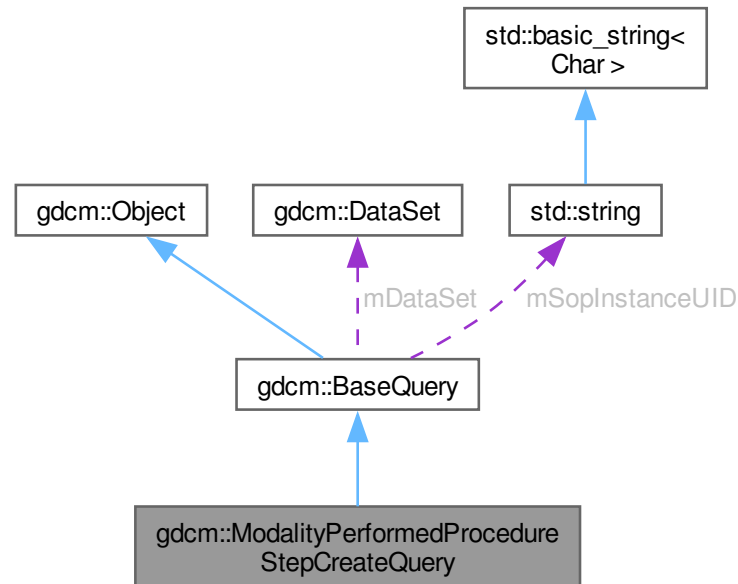 std::basic_string<
Char >
gdcm::Object
gdcm::DataSet
std::string
mDataSet
mSopInstanceUID
gdcm::BaseQuery
gdcm::ModalityPerformedProcedure
StepCreateQuery